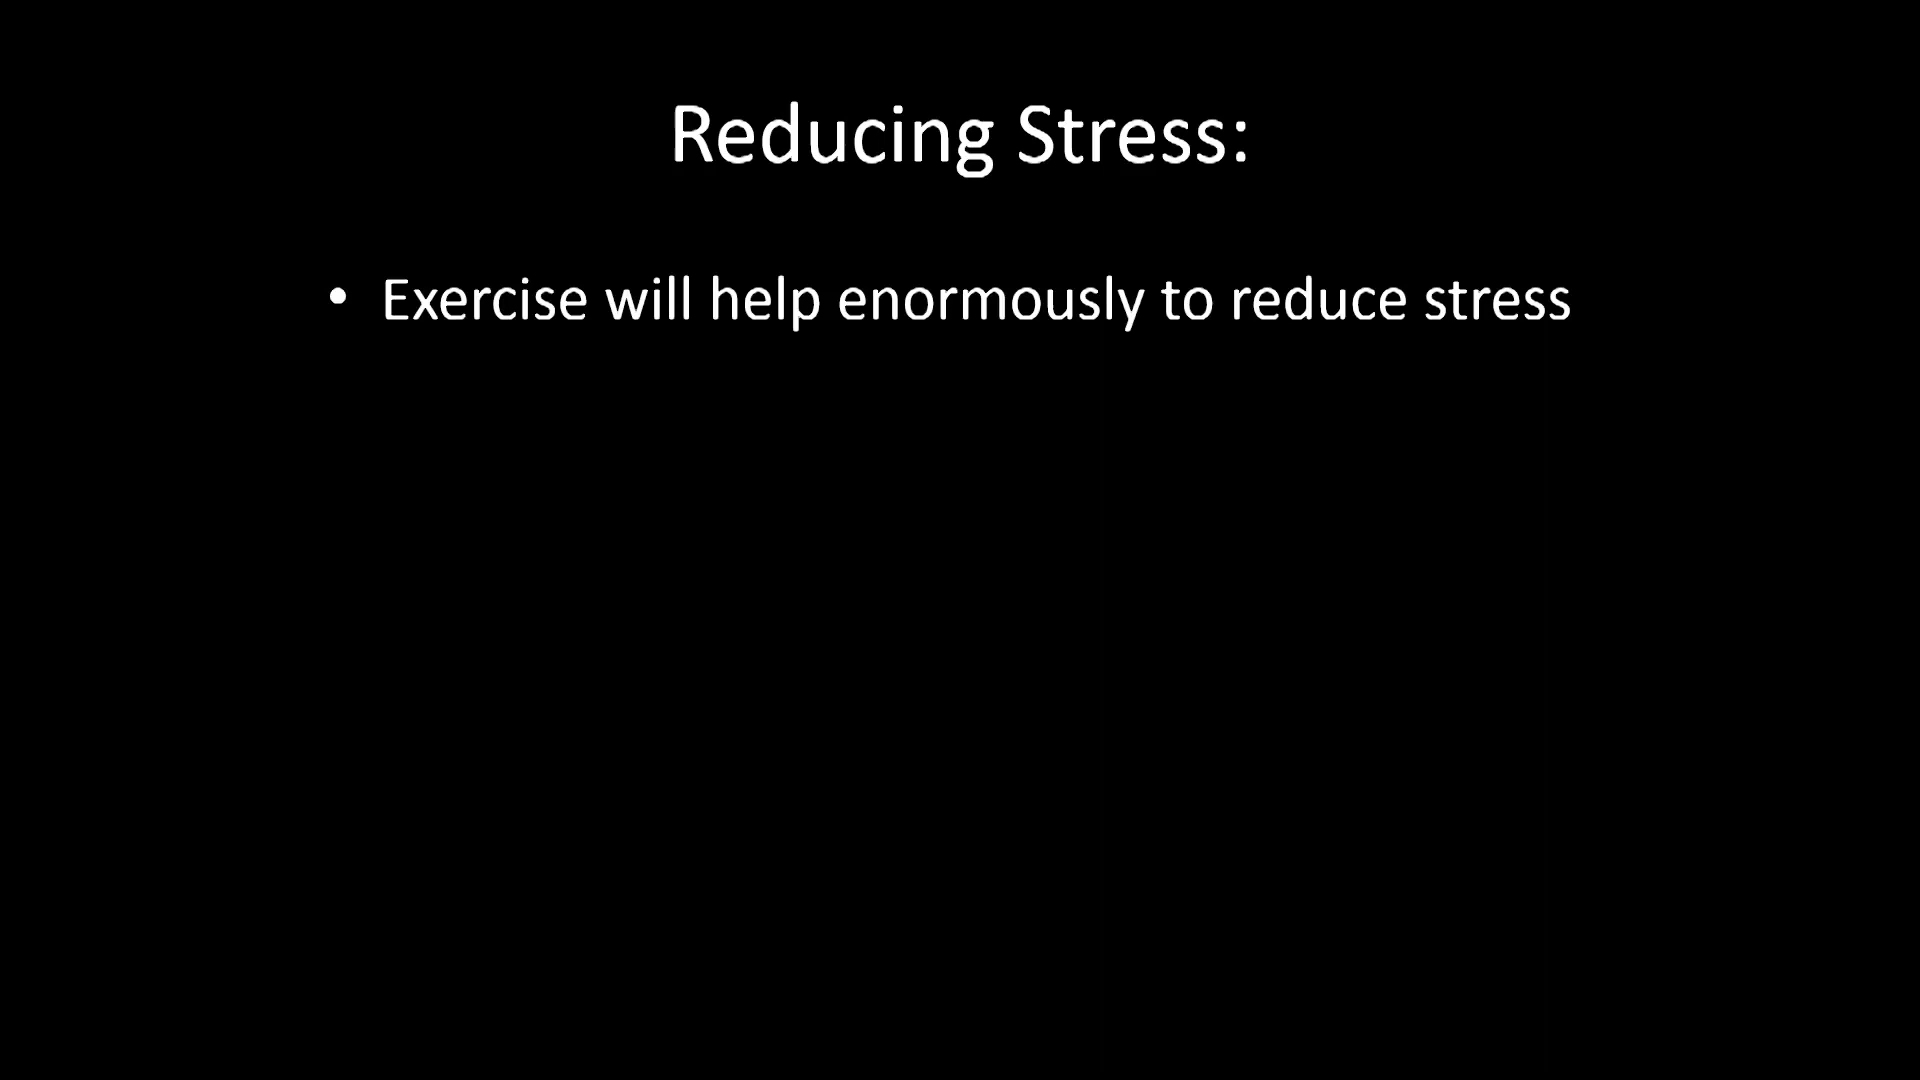 Reducing Stress:
• Exercise will help enormously to reduce stress